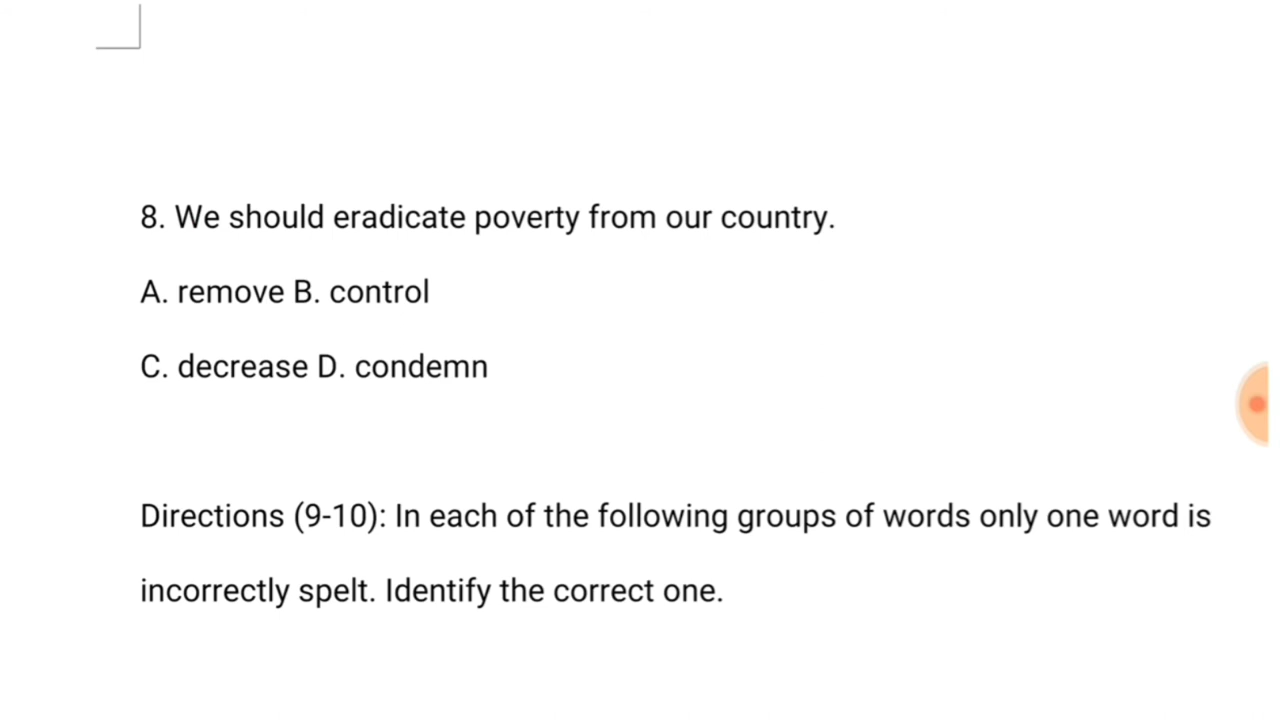 8. We should eradicate poverty from our country.
A. remove B. control
C. decrease D. condemn
Directions (9-10): In each of the following groups of words only one word is
incorrectly spelt. Identify the correct one.